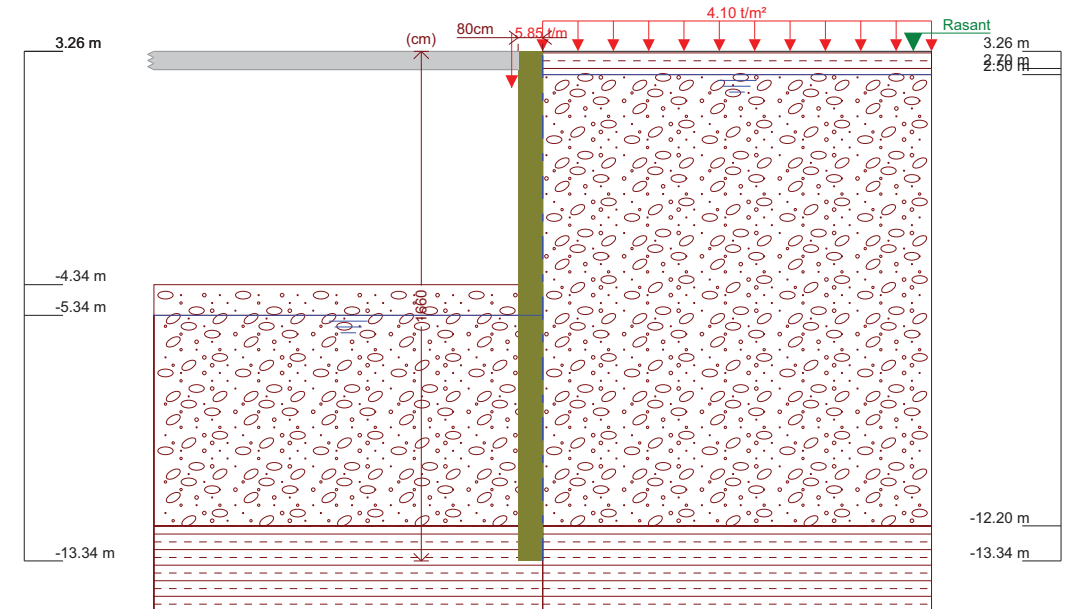 4.10 t/m²
Rasant
80cm
5.85 t/m
(cm)
3.26 m
3.26 m
2.70 m
2.50 m
-4.34 m
-5.34 m
1660
-12.20 m
-13.34 m
-13.34 m